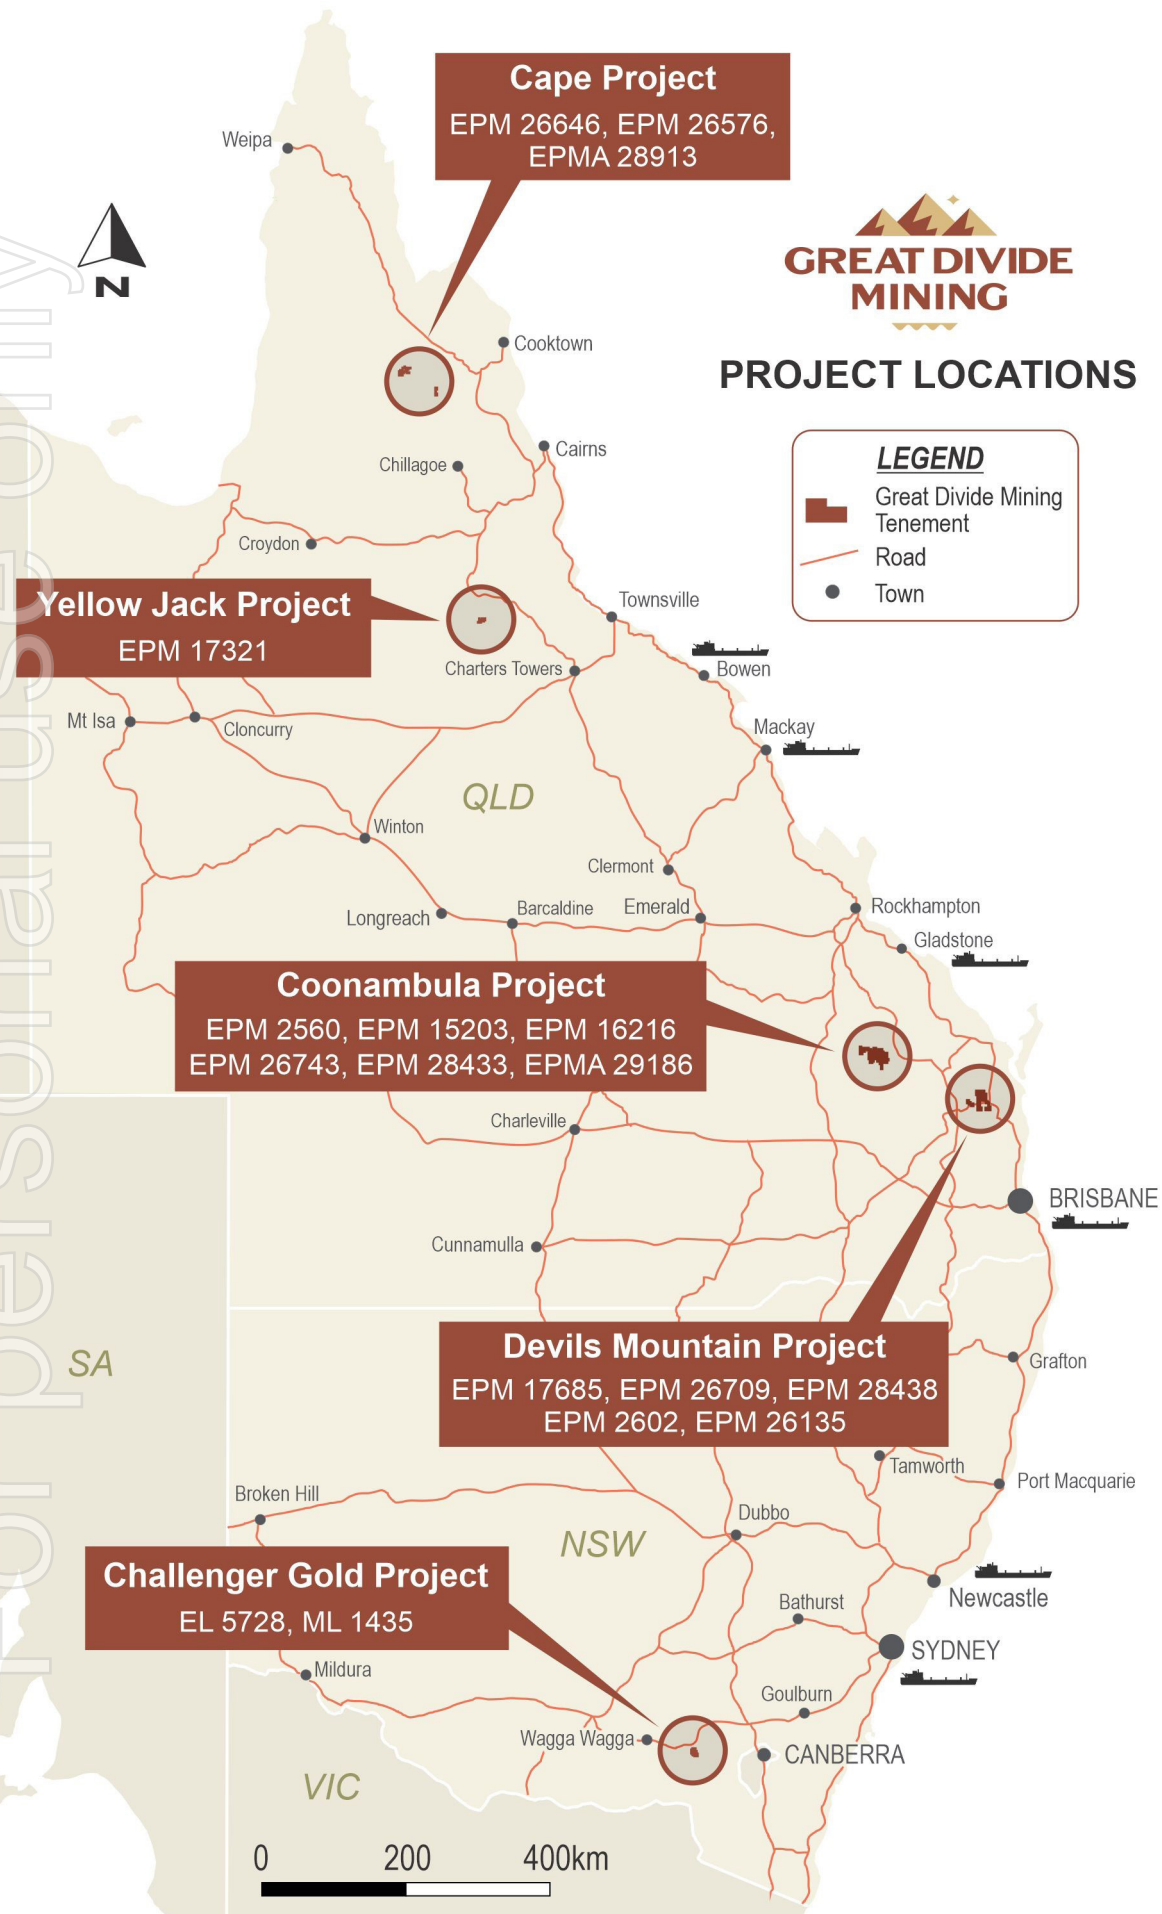 Cape Project
EPM 26646, EPM 26576,
EPMA 28913
Weipa
N
GREAT DIVIDE
MINING
PROJECT LOCATIONS
LEGEND
Great Divide Mining
Tenement
Road
Town
Cooktown
Cairns
Chillagoe
Croydon
Yellow Jack Project
EPM 17321
Townsville
Charters Towers
Bowen
Mt Isa
Cloncurry
Mackay
QLD
Winton
Clermont
Longreach
Barcaldine
Emerald
Rockhampton
Gladstone
Coonambula Project
EPM 2560, EPM 15203, EPM 16216
EPM 26743, EPM 28433, EPMA 29186
Charleville
BRISBANE
Cunnamulla
SA
Devils Mountain Project
EPM 17685, EPM 26709, EPM 28438
EPM 2602, EPM 26135
Grafton
Tamworth
Port Macquarie
Broken Hill
Dubbo
NSW
Challenger Gold Project
EL 5728, ML 1435
Newcastle
Bathurst
SYDNEY
Mildura
Goulburn
Wagga Wagga
CANBERRA
VIC
0 200 400km
For personal use only